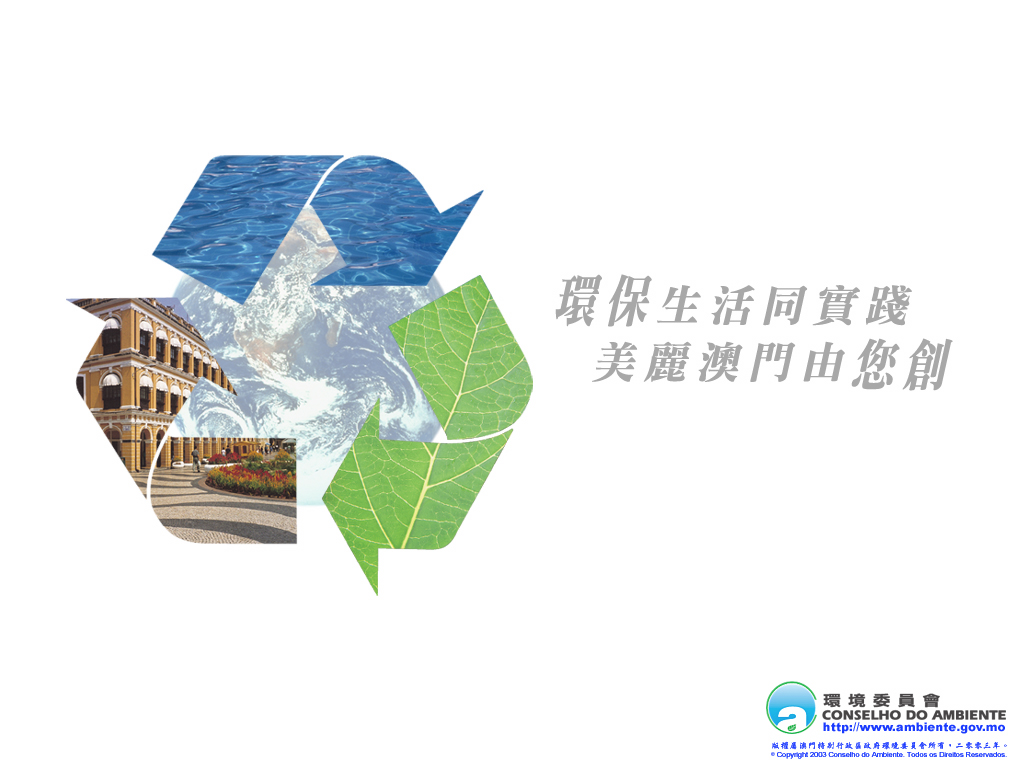 環保生活同實踐
美麗澳門由您創
環境委員會
CONSELHO DO AMBIENTE
http://www.ambiente.gov.mo
版權屬澳門特別行政區政府環境委員會所有，二零零三年。
© Copyright 2003 Conselho do Ambiente. Todos os Direitos Reservados.